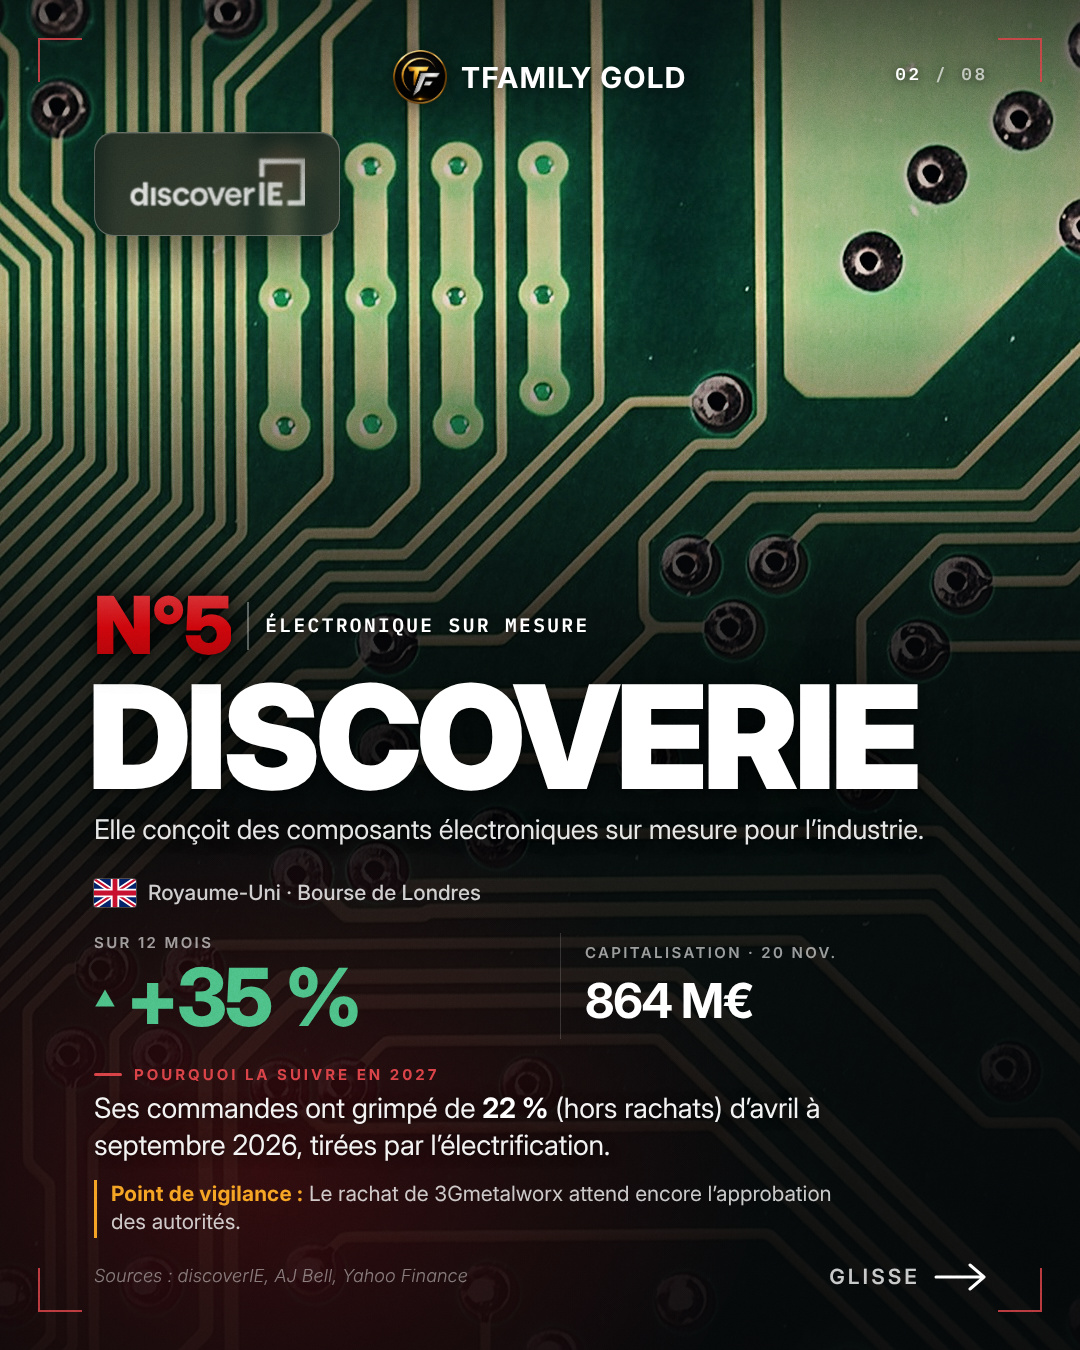 TF TFAMILY GOLD
02 / 08
discoverIE
N°5
ÉLECTRONIQUE SUR MESURE
DISCOVERIE
Elle conçoit des composants électroniques sur mesure pour l'industrie.
Royaume-Uni · Bourse de Londres
SUR 12 MOIS
▲ +35 %
CAPITALISATION · 20 NOV.
864 M€
POURQUOI LA SUIVRE EN 2027
Ses commandes ont grimpé de 22 % (hors rachats) d'avril à
septembre 2026, tirées par l'électrification.
Point de vigilance : Le rachat de 3Gmetalworx attend encore l'approbation
des autorités.
Sources : discoverIE, AJ Bell, Yahoo Finance
GLISSE